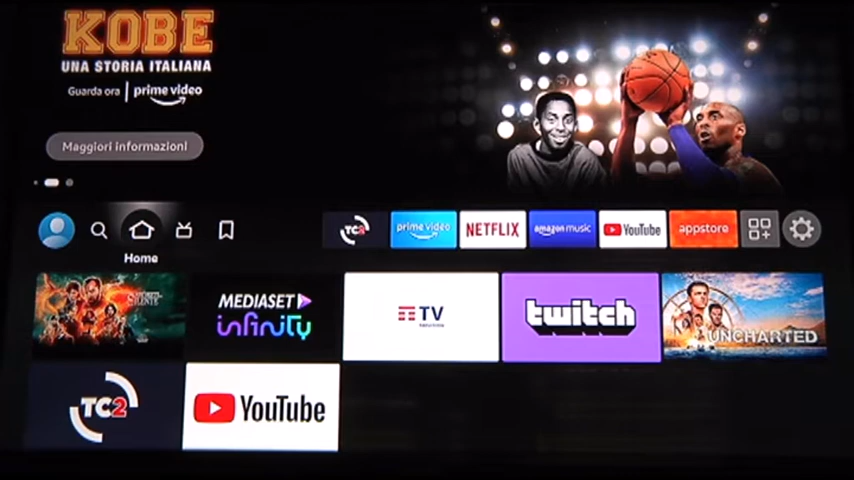 KOBE
UNA STORIA ITALIANA
Guarda ora | prime video
Maggiori informazioni
TC2
prime video
NETFLIX
amazon music
YouTube
appstore
Home
MEDIASET
infinity
TV
twitch
UNCHARTED
TC2
YouTube